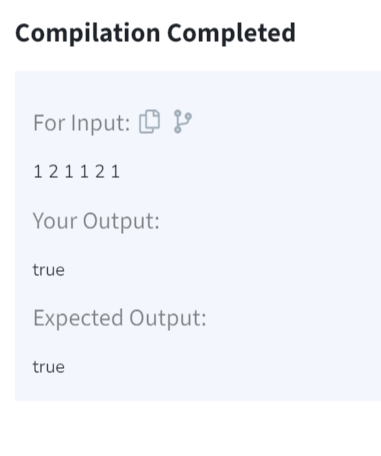 Compilation Completed
For Input:
1 2 1 1 2 1
Your Output:
true
Expected Output:
true